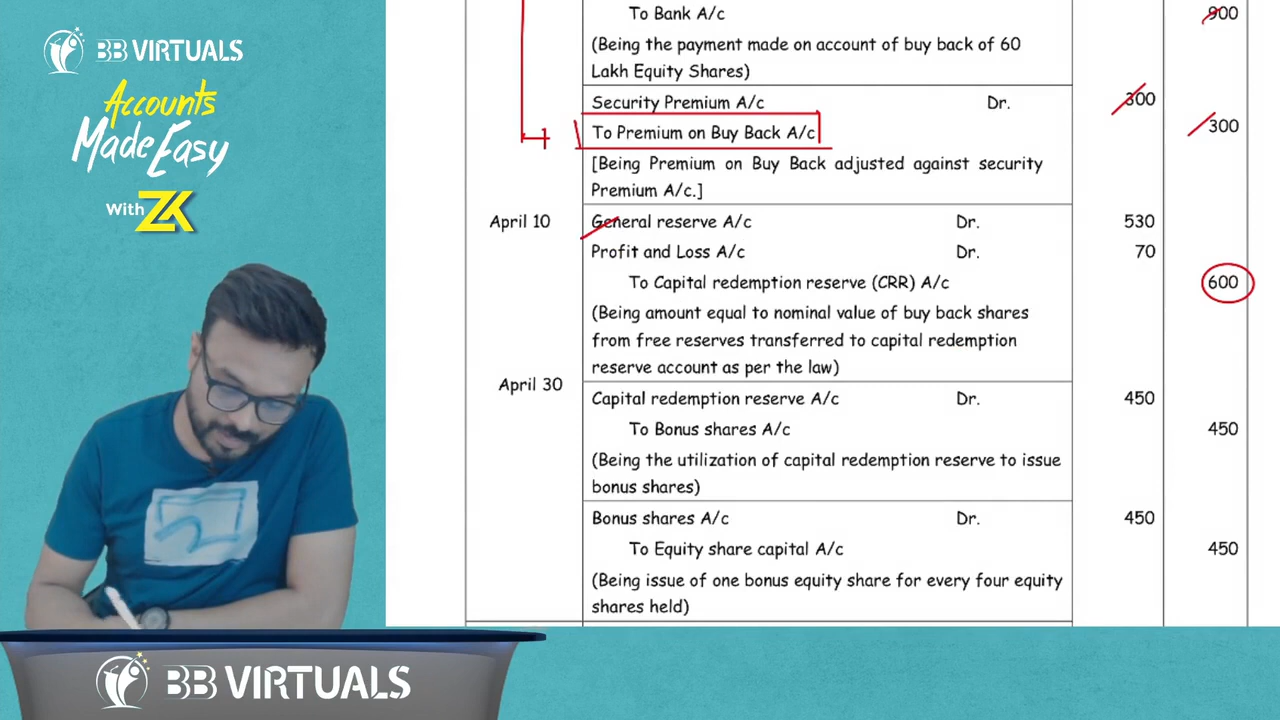 BB VIRTUALS
Accounts
Made Easy
With ZK
To Bank A/c 900
(Being the payment made on account of buy back of 60
Lakh Equity Shares)
Security Premium A/c Dr. 300
To Premium on Buy Back A/c 300
[Being Premium on Buy Back adjusted against security
Premium A/c.]
April 10 General reserve A/c Dr. 530
Profit and Loss A/c Dr. 70
To Capital redemption reserve (CRR) A/c 600
(Being amount equal to nominal value of buy back shares
from free reserves transferred to capital redemption
reserve account as per the law)
April 30 Capital redemption reserve A/c Dr. 450
To Bonus shares A/c 450
(Being the utilization of capital redemption reserve to issue
bonus shares)
Bonus shares A/c Dr. 450
To Equity share capital A/c 450
(Being issue of one bonus equity share for every four equity
shares held)
BB VIRTUALS